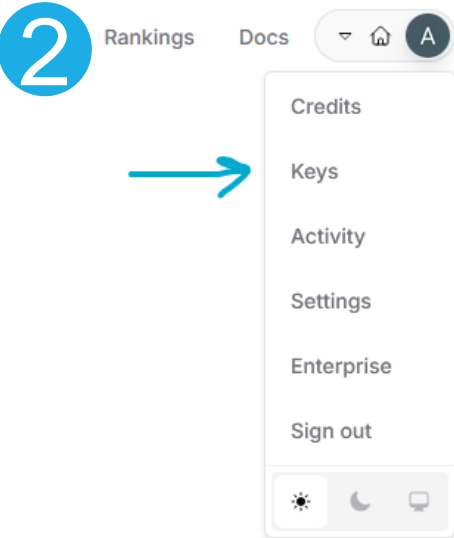 2
Rankings Docs A
Credits
Keys
Activity
Settings
Enterprise
Sign out